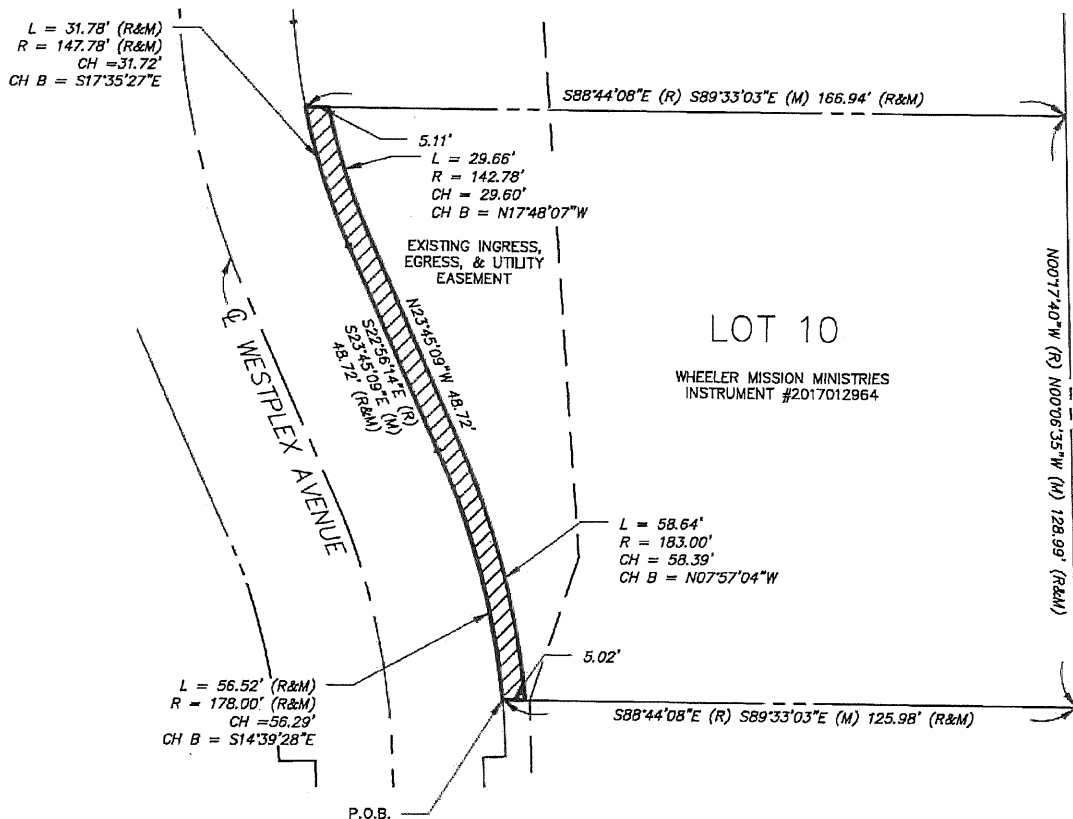 L = 31.78' (R&M)
R = 147.78' (R&M)
CH =31.72'
CH B = S17°35'27"E
S88°44'08"E (R) S89°33'03"E (M) 166.94' (R&M)
5.11'
L = 29.66'
R = 142.78'
CH = 29.60'
CH B = N17°48'07"W
EXISTING INGRESS,
EGRESS, & UTILITY
EASEMENT
N23°45'09"W 48.72'
S22°56'14"E (R)
S23°45'09"E (M)
48.72' (R&M)
℄ WESTPLEX AVENUE
LOT 10
WHEELER MISSION MINISTRIES
INSTRUMENT #2017012964
N00°17'40"W (R) N00°06'35"W (M) 128.99' (R&M)
L = 58.64'
R = 183.00'
CH = 58.39'
CH B = N07°57'04"W
5.02'
L = 56.52' (R&M)
R = 178.00' (R&M)
CH =56.29'
CH B = S14°39'28"E
S88°44'08"E (R) S89°33'03"E (M) 125.98' (R&M)
P.O.B.